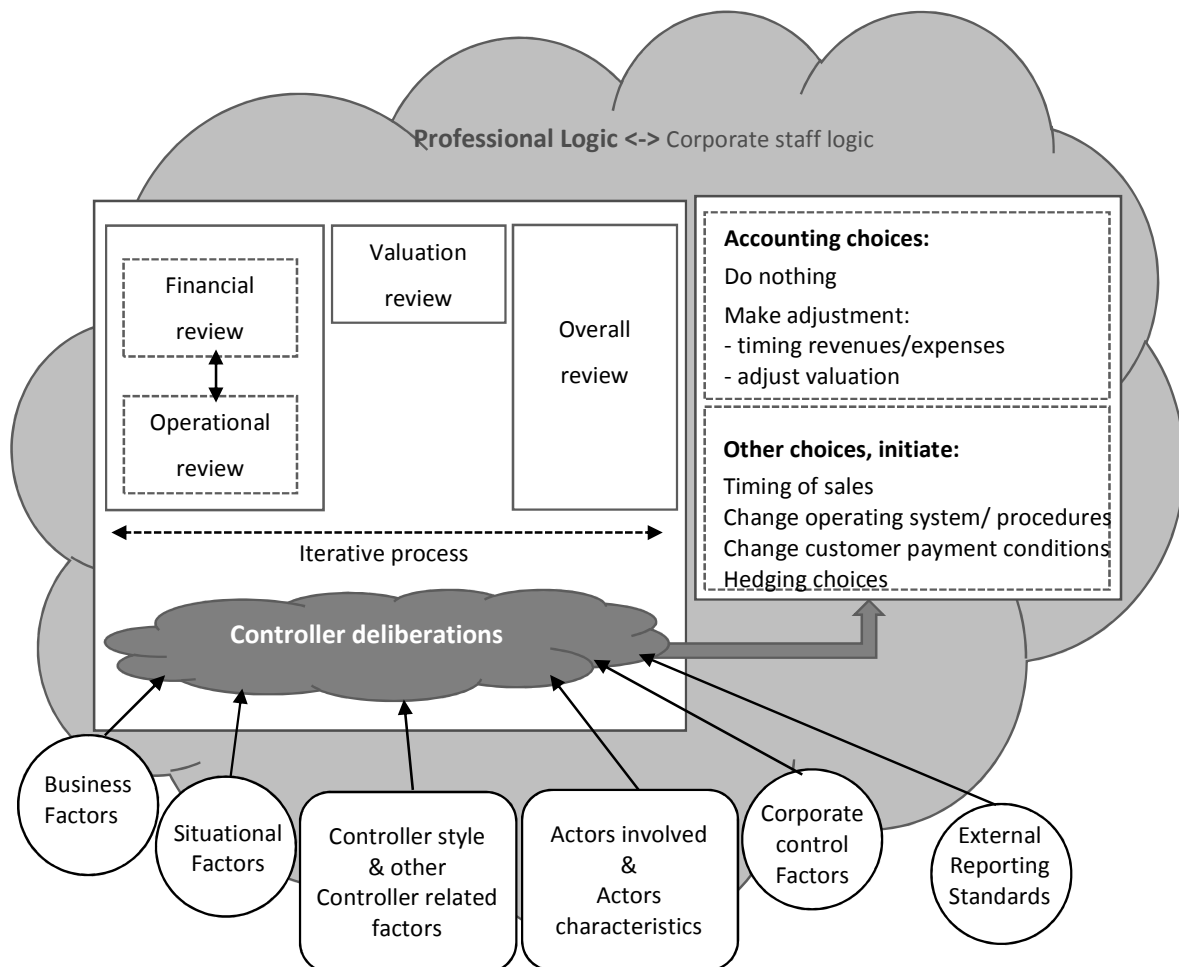 Professional Logic <-> Corporate staff logic
Financial
review
Operational
review
Valuation
review
Overall
review
Iterative process
Controller deliberations
Accounting choices:
Do nothing
Make adjustment:
- timing revenues/expenses
- adjust valuation
Other choices, initiate:
Timing of sales
Change operating system/ procedures
Change customer payment conditions
Hedging choices
Business
Factors
Situational
Factors
Controller style
& other
Controller related
factors
Actors involved
&
Actors
characteristics
Corporate
control
Factors
External
Reporting
Standards